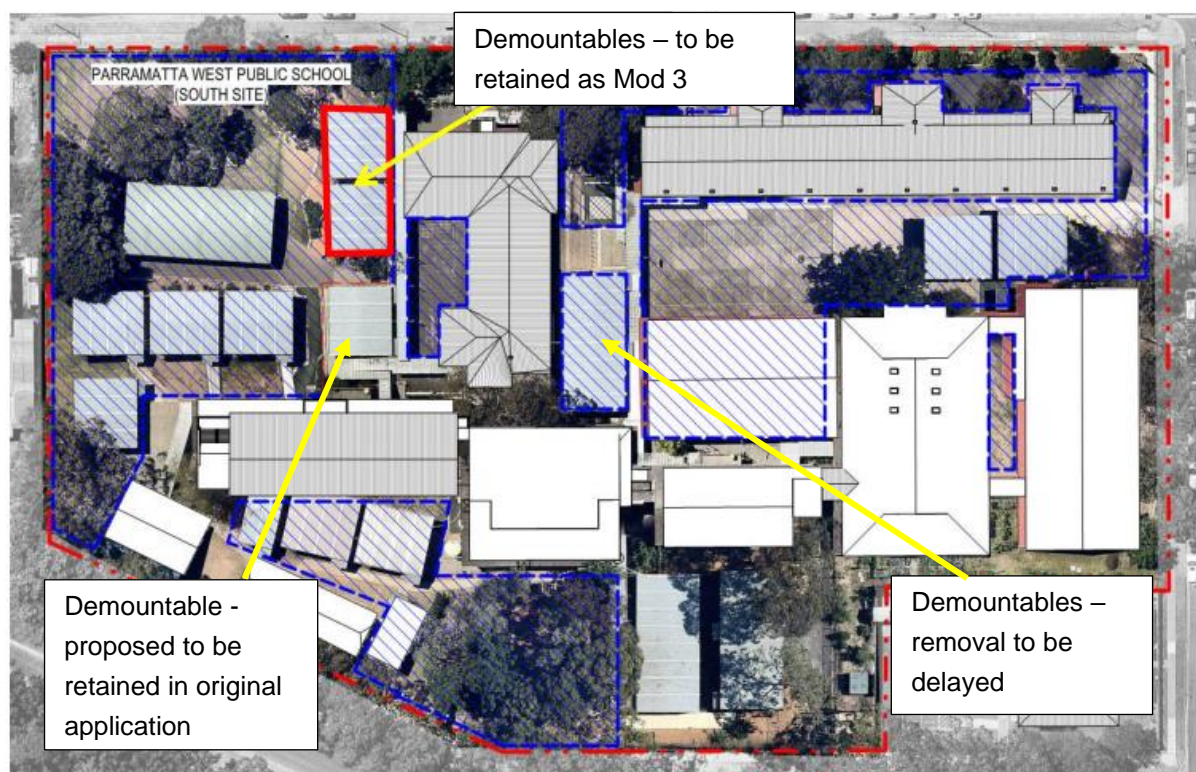 Demountables – to be
retained as Mod 3
PARRAMATTA WEST PUBLIC SCHOOL
(SOUTH SITE)
Demountable -
proposed to be
retained in original
application
Demountables –
removal to be
delayed